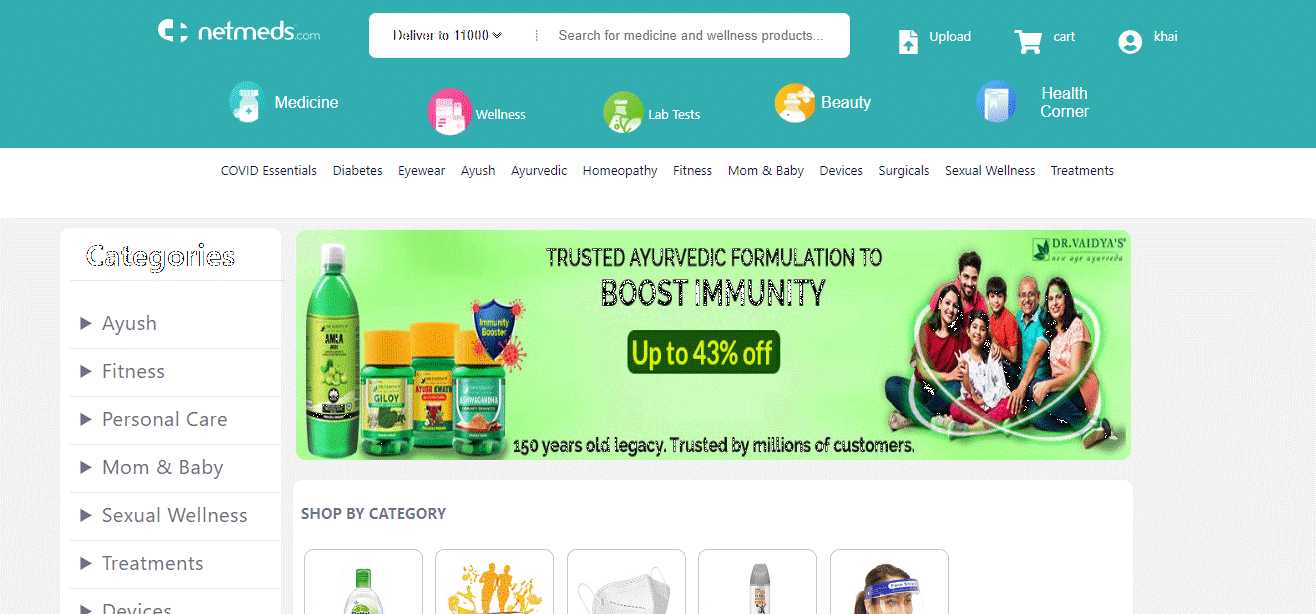 netmeds.com
Deliver to 11000
Search for medicine and wellness products...
Upload
cart
khai
Medicine
Wellness
Lab Tests
Beauty
Health
Corner
COVID Essentials Diabetes Eyewear Ayush Ayurvedic Homeopathy Fitness Mom & Baby Devices Surgicals Sexual Wellness Treatments
Categories
Ayush
Fitness
Personal Care
Mom & Baby
Sexual Wellness
Treatments
Devices
TRUSTED AYURVEDIC FORMULATION TO
BOOST IMMUNITY
Up to 43% off
150 years old legacy. Trusted by millions of customers.
DR.VAIDYA'S'
new age ayurveda
Immunity
Booster
AMLA
GILOY
AYUSH KWATH
ASHVAGANDHA
SHOP BY CATEGORY